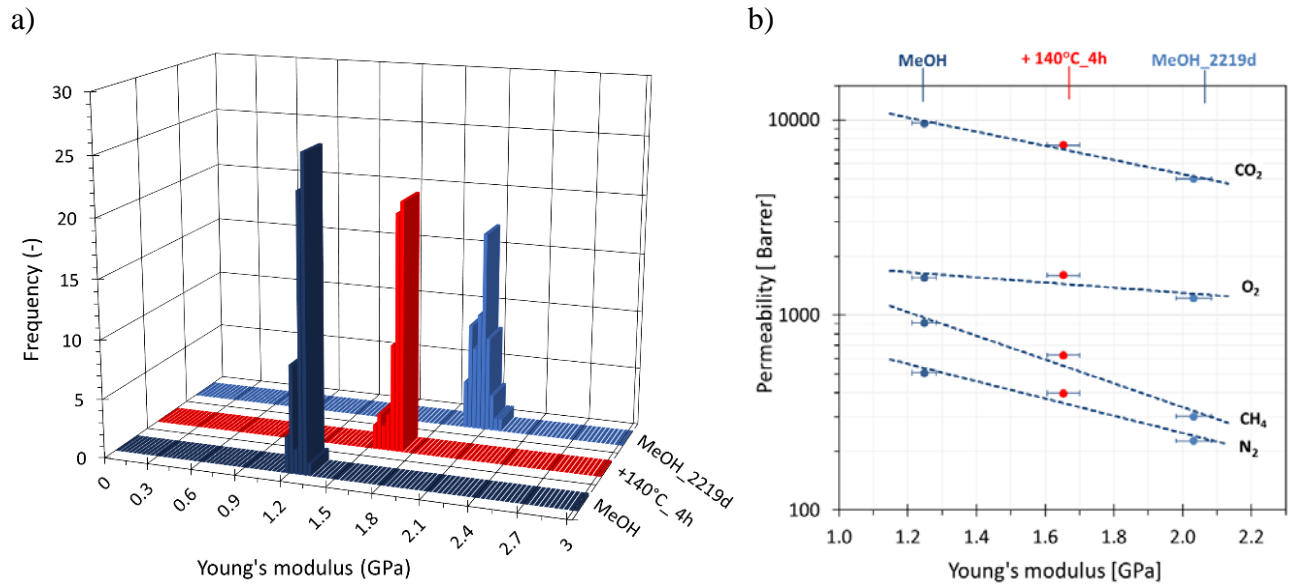 a)
30
25
20
15
10
5
0
Frequency (-)
0
0.3
0.6
0.9
1.2
1.5
1.8
2.1
2.4
2.7
3
Young's modulus (GPa)
MeOH_2219d
+140°C_ 4h
MeOH
b)
MeOH
+ 140°C_4h
MeOH_2219d
10000
1000
100
Permeability [ Barrer]
CO2
O2
CH4
N2
1.0 1.2 1.4 1.6 1.8 2.0 2.2
Young's modulus [GPa]